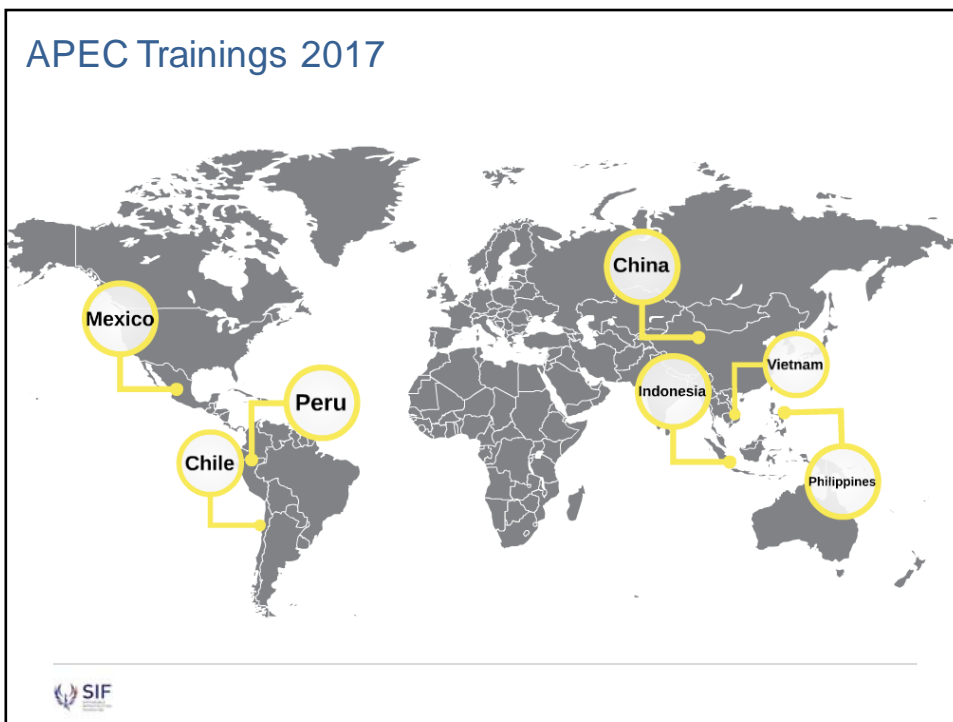 APEC Trainings 2017
China
Mexico
Vietnam
Indonesia
Peru
Chile
Philippines
SIF